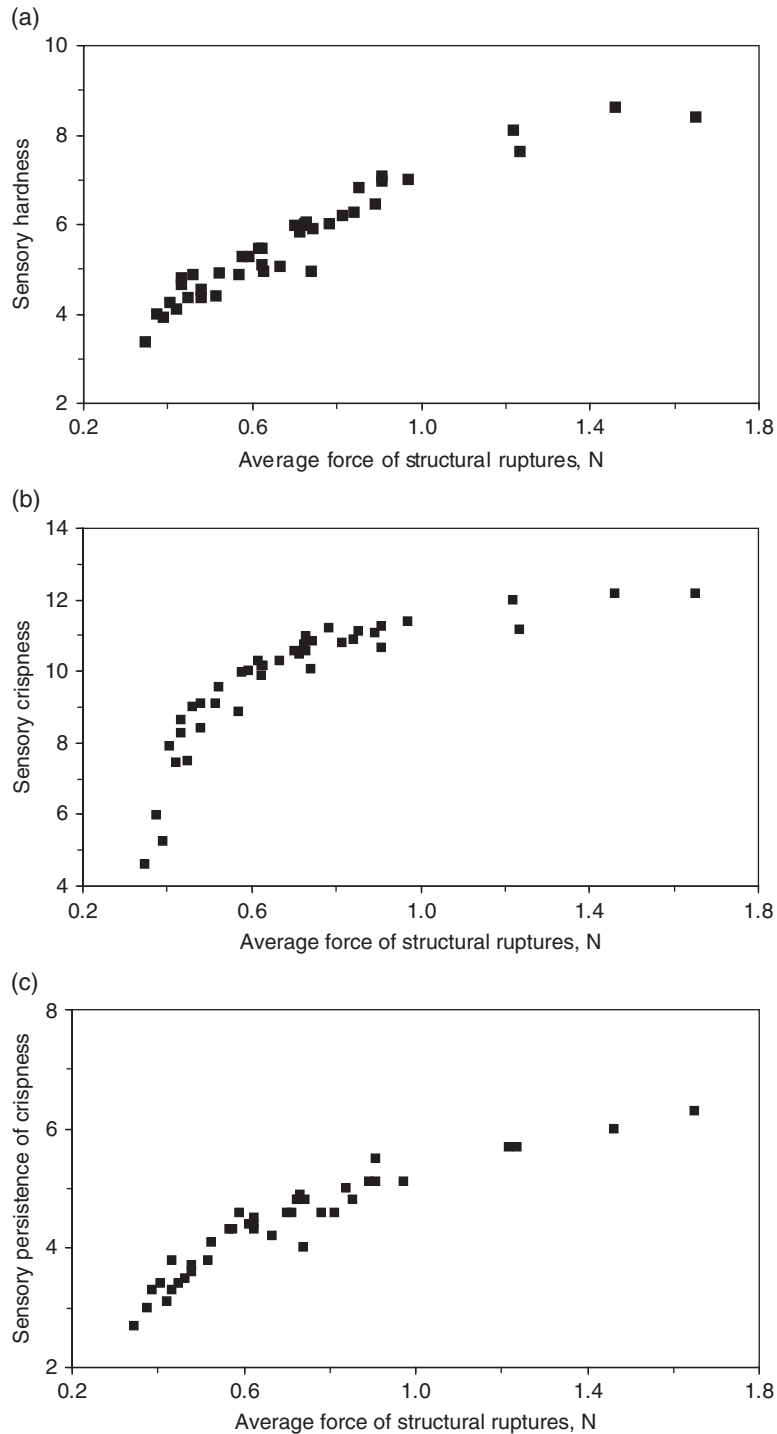 (a)
10
8
6
4
2
Sensory hardness
0.2 0.6 1.0 1.4 1.8
Average force of structural ruptures, N
(b)
14
12
10
8
6
4
Sensory crispness
0.2 0.6 1.0 1.4 1.8
Average force of structural ruptures, N
(c)
8
6
4
2
Sensory persistence of crispness
0.2 0.6 1.0 1.4 1.8
Average force of structural ruptures, N